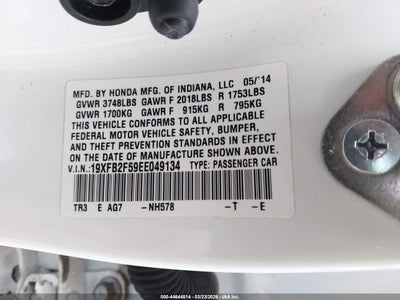 MFD. BY HONDA MFG. OF INDIANA, LLC 05/'14
GVWR 3748LBS GAWR F 2018LBS R 1753LBS
GVWR 1700KG GAWR F 915KG R 795KG
THIS VEHICLE CONFORMS TO ALL APPLICABLE
FEDERAL MOTOR VEHICLE SAFETY, BUMPER,
AND THEFT PREVENTION STANDARDS IN EFFECT
ON THE DATE OF MANUFACTURE SHOWN ABOVE.
V.I.N.:19XFB2F59EE049134 TYPE: PASSENGER CAR
TR3 E AG7 -NH578 -T -E
000-44644814 - 03/23/2026 - IAAI.COM